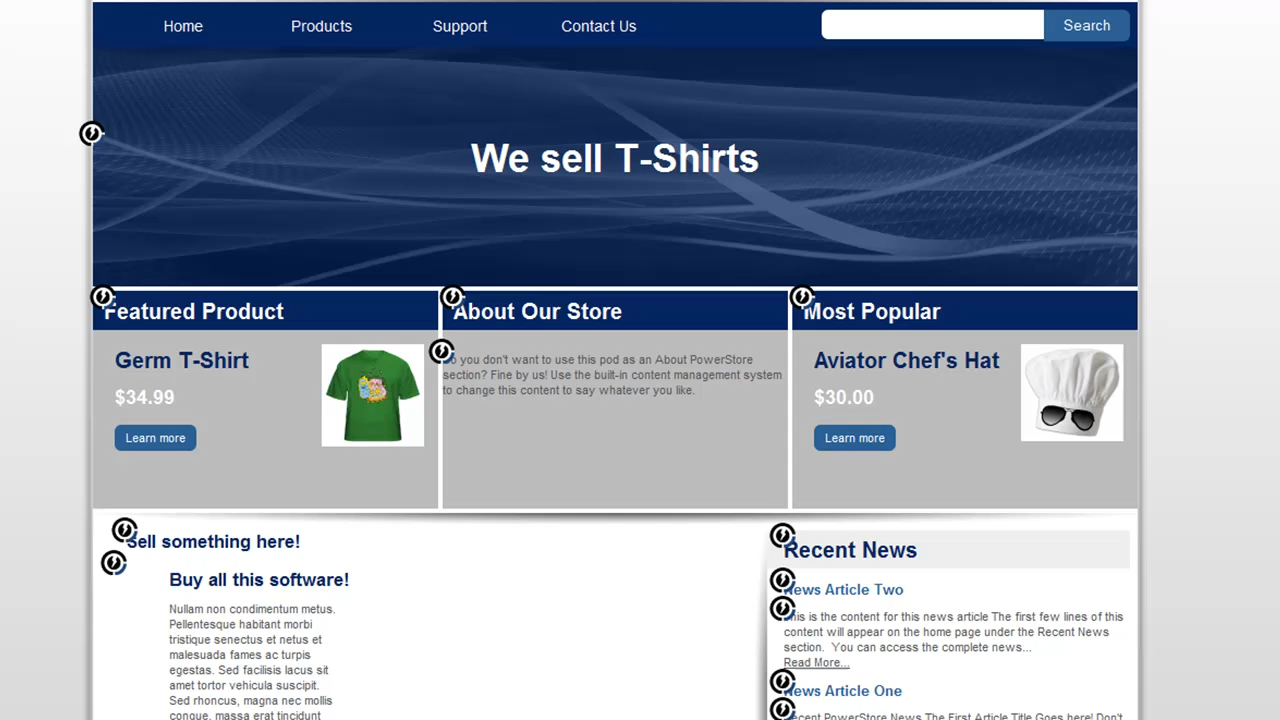 Home Products Support Contact Us Search
We sell T-Shirts
Featured Product
Germ T-Shirt
$34.99
Learn more
About Our Store
So you don't want to use this pod as an About PowerStore
section? Fine by us! Use the built-in content management system
to change this content to say whatever you like.
Most Popular
Aviator Chef's Hat
$30.00
Learn more
Sell something here!
Buy all this software!
Nullam non condimentum metus.
Pellentesque habitant morbi
tristique senectus et netus et
malesuada fames ac turpis
egestas. Sed facilisis lacus sit
amet tortor vehicula suscipit.
Sed rhoncus, magna nec mollis
congue, massa erat tincidunt
Recent News
News Article Two
This is the content for this news article The first few lines of this
content will appear on the home page under the Recent News
section. You can access the complete news...
Read More...
News Article One
Recent PowerStore News The First Article Title Goes here! Don't